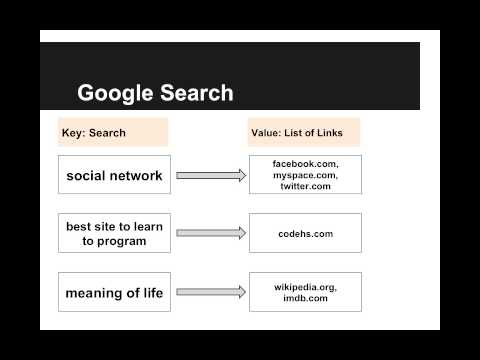 Google Search
Key: Search
Value: List of Links
social network
facebook.com,
myspace.com,
twitter.com
best site to learn
to program
codehs.com
meaning of life
wikipedia.org,
imdb.com